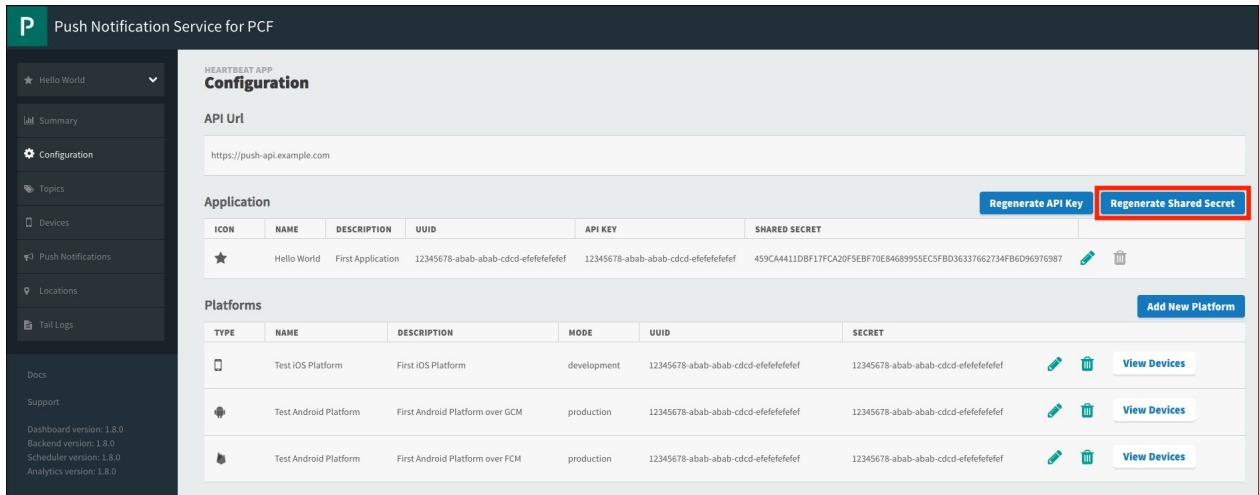 P Push Notification Service for PCF
Hello World
Summary
Configuration
Topics
Devices
Push Notifications
Locations
Tail Logs
Docs
Support
Dashboard version: 1.8.0
Backend version: 1.8.0
Scheduler version: 1.8.0
Analytics version: 1.8.0
HEARTBEAT APP
Configuration
API Url
https://push-api.example.com
Application Regenerate API Key Regenerate Shared Secret
ICON NAME DESCRIPTION UUID API KEY SHARED SECRET
Hello World First Application 12345678-abab-abab-cdcd-efefefefefef 12345678-abab-abab-cdcd-efefefefefef 459CA4411DBF17FCA20F5EBF70E84689955EC5FBD36337662734FB6D96976987
Platforms Add New Platform
TYPE NAME DESCRIPTION MODE UUID SECRET
Test iOS Platform First iOS Platform development 12345678-abab-abab-cdcd-efefefefefef 12345678-abab-abab-cdcd-efefefefefef View Devices
Test Android Platform First Android Platform over GCM production 12345678-abab-abab-cdcd-efefefefefef 12345678-abab-abab-cdcd-efefefefefef View Devices
Test Android Platform First Android Platform over FCM production 12345678-abab-abab-cdcd-efefefefefef 12345678-abab-abab-cdcd-efefefefefef View Devices